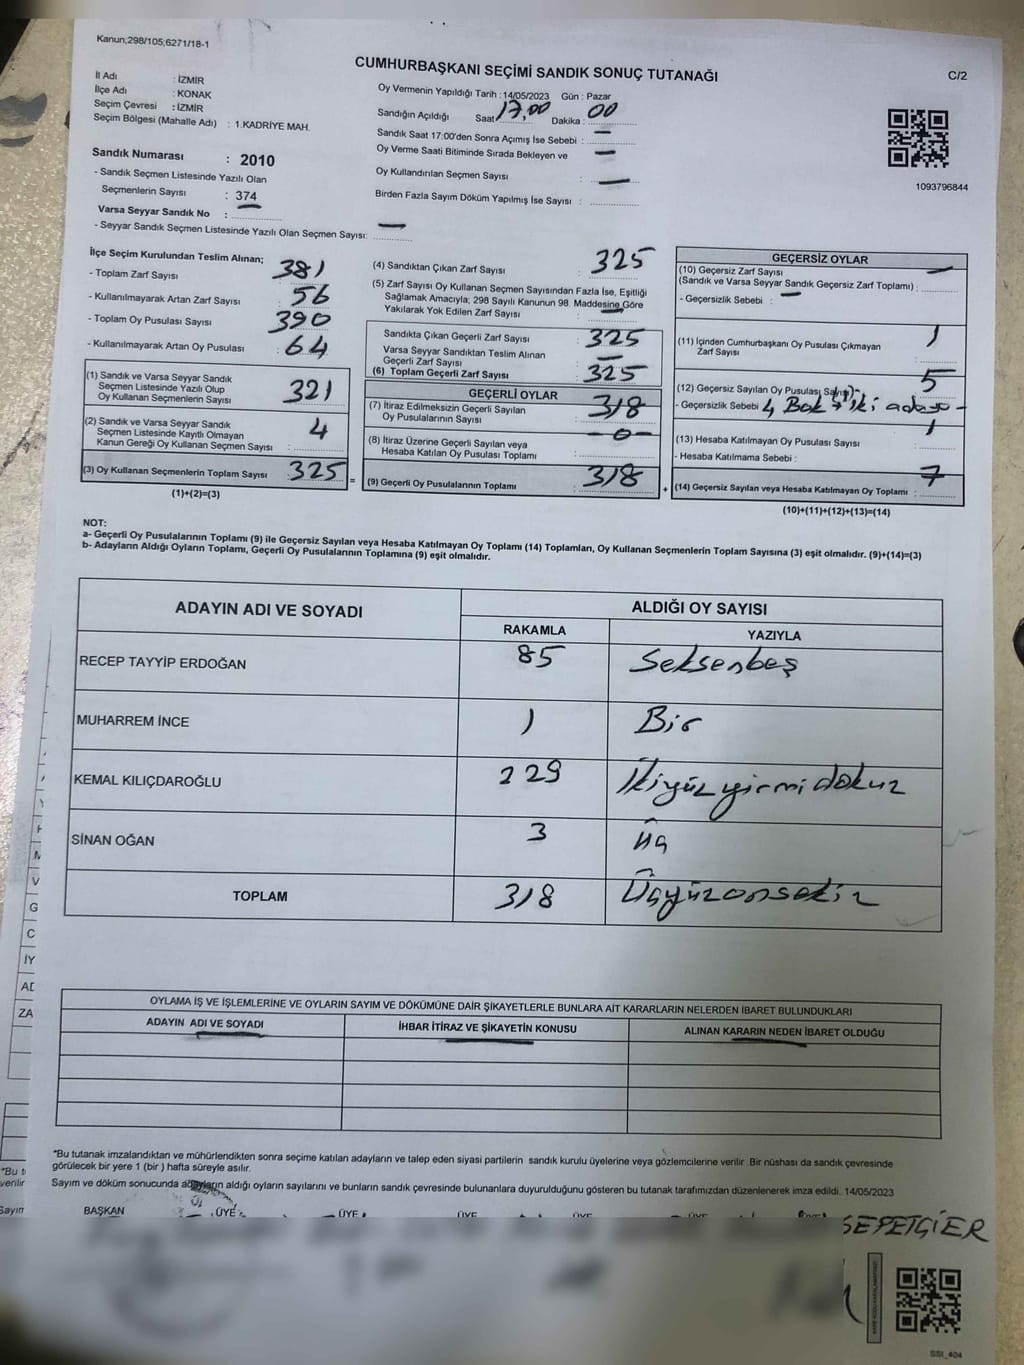 Kanun;298/105;6271/18-1
CUMHURBAŞKANI SEÇİMİ SANDIK SONUÇ TUTANAĞI
C/2
İl Adı : İZMİR
İlçe Adı : KONAK
Seçim Çevresi : İZMİR
Seçim Bölgesi (Mahalle Adı) : 1.KADRİYE MAH.
Sandık Numarası : 2010
- Sandık Seçmen Listesinde Yazılı Olan
Seçmenlerin Sayısı : 374
Varsa Seyyar Sandık No :
- Seyyar Sandık Seçmen Listesinde Yazılı Olan Seçmen Sayısı: —
Oy Vermenin Yapıldığı Tarih : 14/05/2023 Gün : Pazar
Sandığın Açıldığı Saat 17,00 Dakika : 00
Sandık Saat 17:00'den Sonra Açımış İse Sebebi : —
Oy Verme Saati Bitiminde Sırada Bekleyen ve —
Oy Kullandırılan Seçmen Sayısı : —
Birden Fazla Sayım Döküm Yapılmış İse Sayısı :
1093796844
İlçe Seçim Kurulundan Teslim Alınan;
- Toplam Zarf Sayısı : 381
- Kullanılmayarak Artan Zarf Sayısı : 56
- Toplam Oy Pusulası Sayısı : 390
- Kullanılmayarak Artan Oy Pusulası : 64
(1) Sandık ve Varsa Seyyar Sandık
Seçmen Listesinde Yazılı Olup
Oy Kullanan Seçmenlerin Sayısı : 321
(2) Sandık ve Varsa Seyyar Sandık
Seçmen Listesinde Kayıtlı Olmayan
Kanun Gereği Oy Kullanan Seçmen Sayısı : 4
(3) Oy Kullanan Seçmenlerin Toplam Sayısı : 325 =
(1)+(2)=(3)
(4) Sandıktan Çıkan Zarf Sayısı : 325
(5) Zarf Sayısı Oy Kullanan Seçmen Sayısından Fazla İse, Eşitliği
Sağlamak Amacıyla; 298 Sayılı Kanunun 98. Maddesine Göre
Yakılarak Yok Edilen Zarf Sayısı : —
Sandıkta Çıkan Geçerli Zarf Sayısı : 325
Varsa Seyyar Sandıktan Teslim Alınan
Geçerli Zarf Sayısı : —
(6) Toplam Geçerli Zarf Sayısı : 325
GEÇERLİ OYLAR
(7) İtiraz Edilmeksizin Geçerli Sayılan
Oy Pusulalarının Sayısı : 318
(8) İtiraz Üzerine Geçerli Sayılan veya
Hesaba Katılan Oy Pusulası Toplamı : -0-
(9) Geçerli Oy Pusulalarının Toplamı : 318 +
GEÇERSİZ OYLAR
(10) Geçersiz Zarf Sayısı —
(Sandık ve Varsa Seyyar Sandık Geçersiz Zarf Toplamı) :
- Geçersizlik Sebebi : —
(11) İçinden Cumhurbaşkanı Oy Pusulası Çıkmayan
Zarf Sayısı : 1
(12) Geçersiz Sayılan Oy Pusulası Sayısı : 5
- Geçersizlik Sebebi
(13) Hesaba Katılmayan Oy Pusulası Sayısı : 1
- Hesaba Katılmama Sebebi :
(14) Geçersiz Sayılan veya Hesaba Katılmayan Oy Toplamı : 7
(10)+(11)+(12)+(13)=(14)
NOT:
a- Geçerli Oy Pusulalarının Toplamı (9) ile Geçersiz Sayılan veya Hesaba Katılmayan Oy Toplamı (14) Toplamları, Oy Kullanan Seçmenlerin Toplam Sayısına (3) eşit olmalıdır. (9)+(14)=(3)
b- Adayların Aldığı Oyların Toplamı, Geçerli Oy Pusulalarının Toplamına (9) eşit olmalıdır.
ADAYIN ADI VE SOYADI
ALDIĞI OY SAYISI
RAKAMLA YAZIYLA
RECEP TAYYİP ERDOĞAN 85 Seksenbeş
MUHARREM İNCE 1 Bir
KEMAL KILIÇDAROĞLU 229 İkiyüzyirmidokuz
SİNAN OĞAN 3 Üç
TOPLAM 318 Üçyüzonsekiz
OYLAMA İŞ VE İŞLEMLERİNE VE OYLARIN SAYIM VE DÖKÜMÜNE DAİR ŞİKAYETLERLE BUNLARA AİT KARARLARIN NELERDEN İBARET BULUNDUKLARI
ADAYIN ADI VE SOYADI
İHBAR İTİRAZ VE ŞİKAYETİN KONUSU
ALINAN KARARIN NEDEN İBARET OLDUĞU
*Bu tutanak imzalandıktan ve mühürlendikten sonra seçime katılan adayların ve talep eden siyasi partilerin sandık kurulu üyelerine veya gözlemcilerine verilir .Bir nüshası da sandık çevresinde
görülecek bir yere 1 (bir ) hafta süreyle asılır.
Sayım ve döküm sonucunda adayların aldığı oyların sayılarını ve bunların sandık çevresinde bulunanlara duyurulduğunu gösteren bu tutanak tarafımızdan düzenlenerek imza edildi. 14/05/2023
BAŞKAN ÜYE ÜYE ÜYE ÜYE ÜYE ÜYE
SEPETÇİER
SSI_404